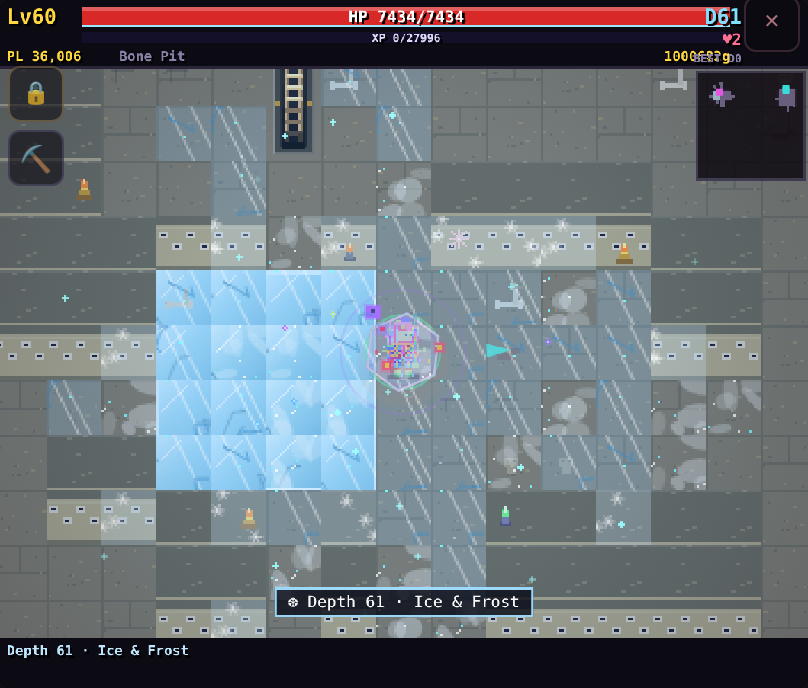 Lv60
HP 7434/7434
D61
XP 0/27996
♥2
PL 36,006
Bone Pit
❆ Depth 61 · Ice & Frost
Depth 61 · Ice & Frost